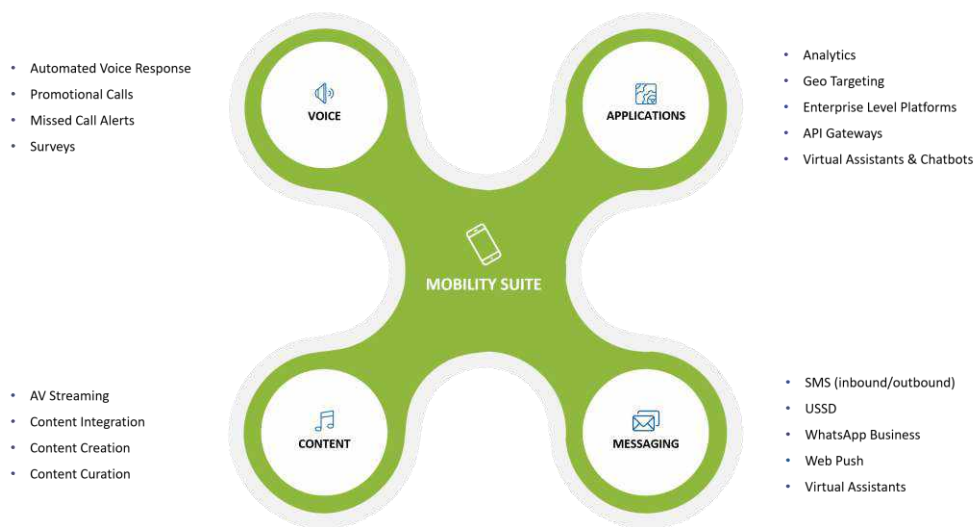 • Automated Voice Response
• Promotional Calls
• Missed Call Alerts
• Surveys
VOICE
APPLICATIONS
• Analytics
• Geo Targeting
• Enterprise Level Platforms
• API Gateways
• Virtual Assistants & Chatbots
MOBILITY SUITE
• AV Streaming
• Content Integration
• Content Creation
• Content Curation
CONTENT
MESSAGING
• SMS (inbound/outbound)
• USSD
• WhatsApp Business
• Web Push
• Virtual Assistants